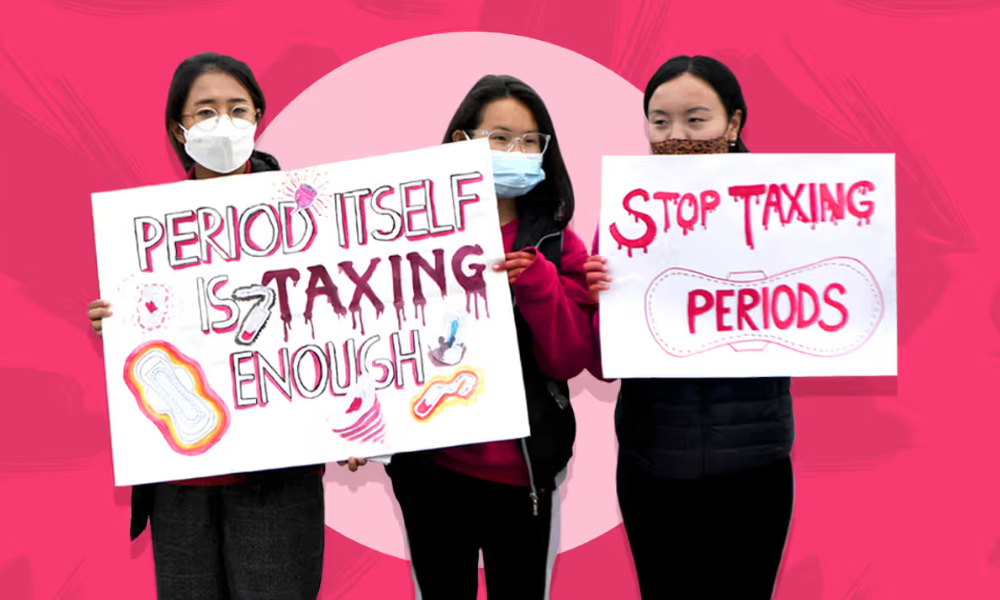 PERIOD ITSELF
IS TAXING
ENOUGH
STOP TAXING
PERIODS